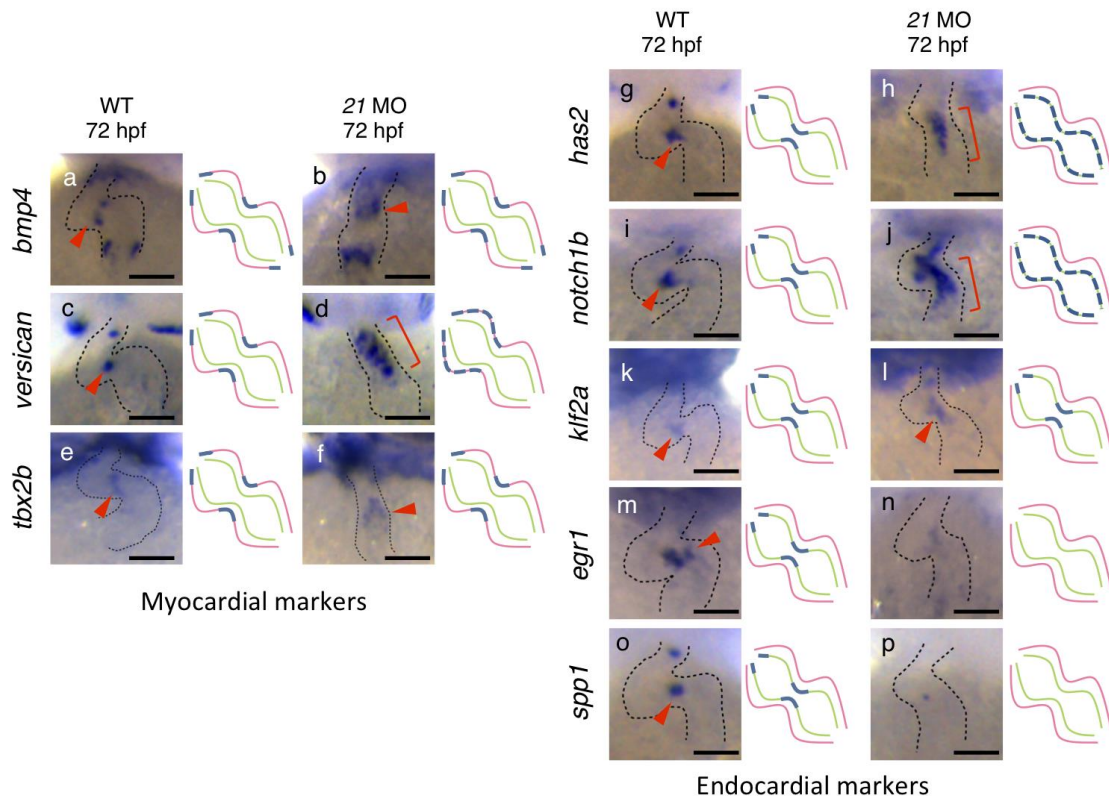 WT
72 hpf
21 MO
72 hpf
bmp4
a
b
versican
c
d
tbx2b
e
f
Myocardial markers
WT
72 hpf
21 MO
72 hpf
has2
g
h
notch1b
i
j
klf2a
k
l
egr1
m
n
spp1
o
p
Endocardial markers